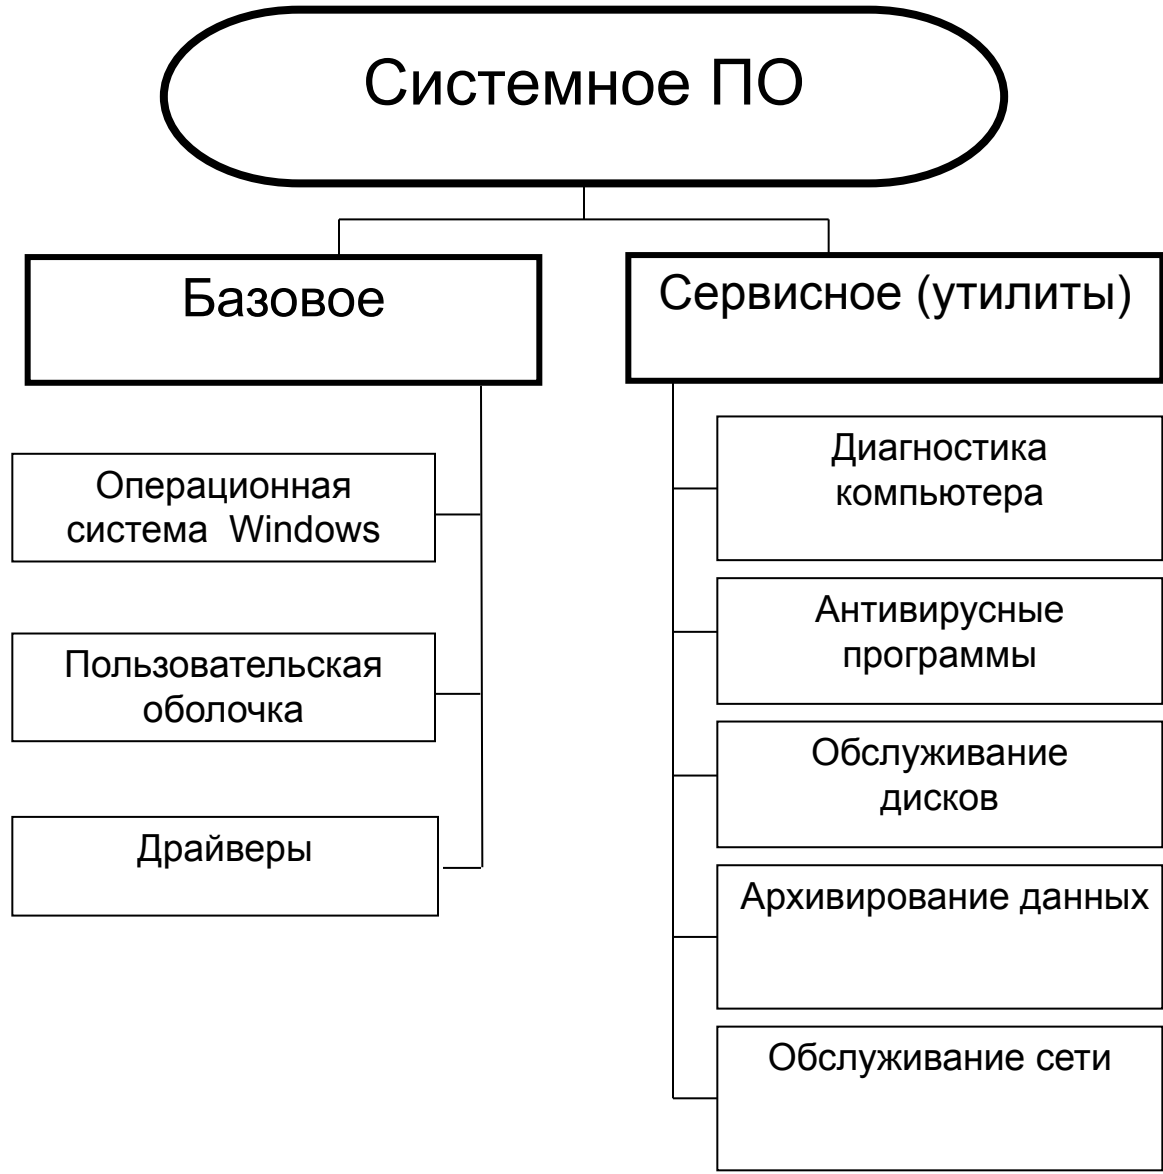 Системное ПО
Базовое
Операционная
система Windows
Пользовательская
оболочка
Драйверы
Сервисное (утилиты)
Диагностика
компьютера
Антивирусные
программы
Обслуживание
дисков
Архивирование данных
Обслуживание сети